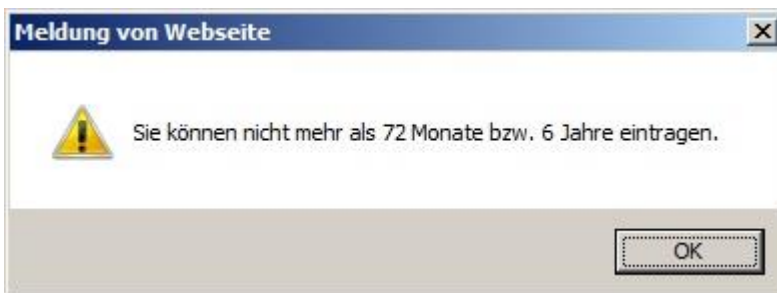 Meldung von Webseite
Sie können nicht mehr als 72 Monate bzw. 6 Jahre eintragen.
OK